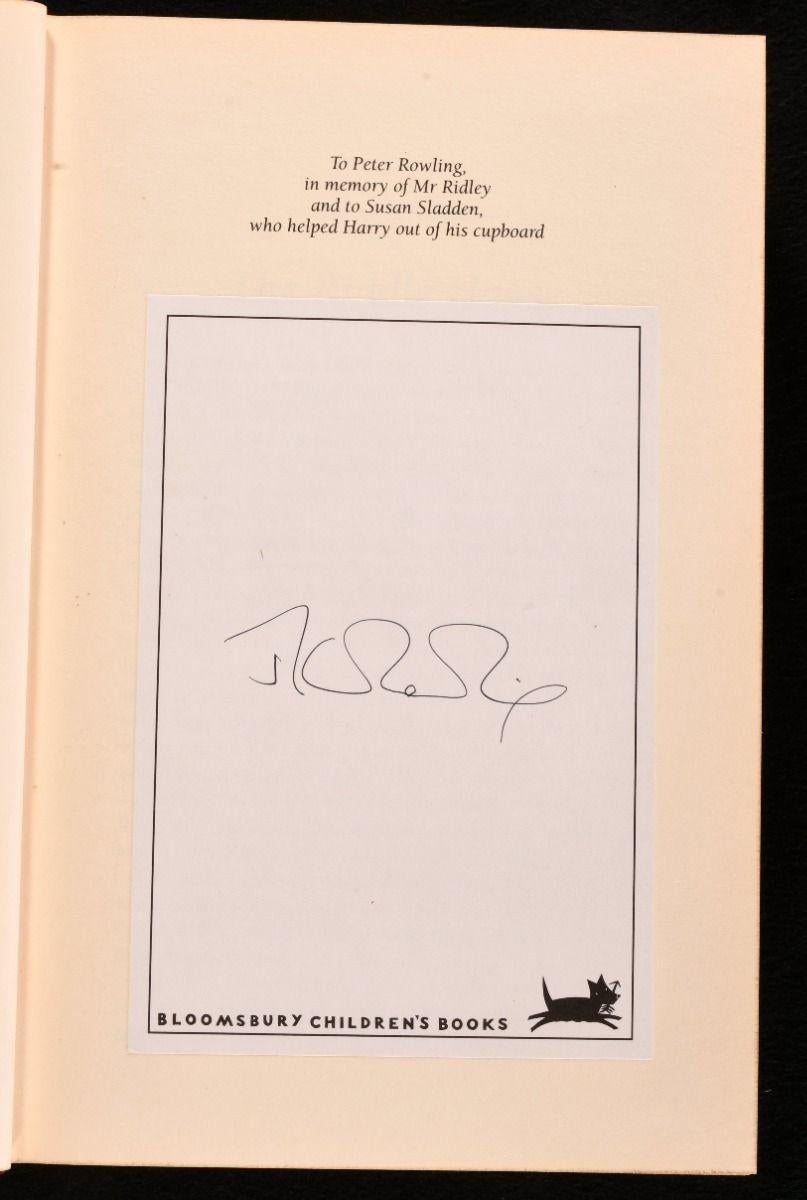 To Peter Rowling,
in memory of Mr Ridley
and to Susan Sladden,
who helped Harry out of his cupboard
JKRowling
BLOOMSBURY CHILDREN'S BOOKS